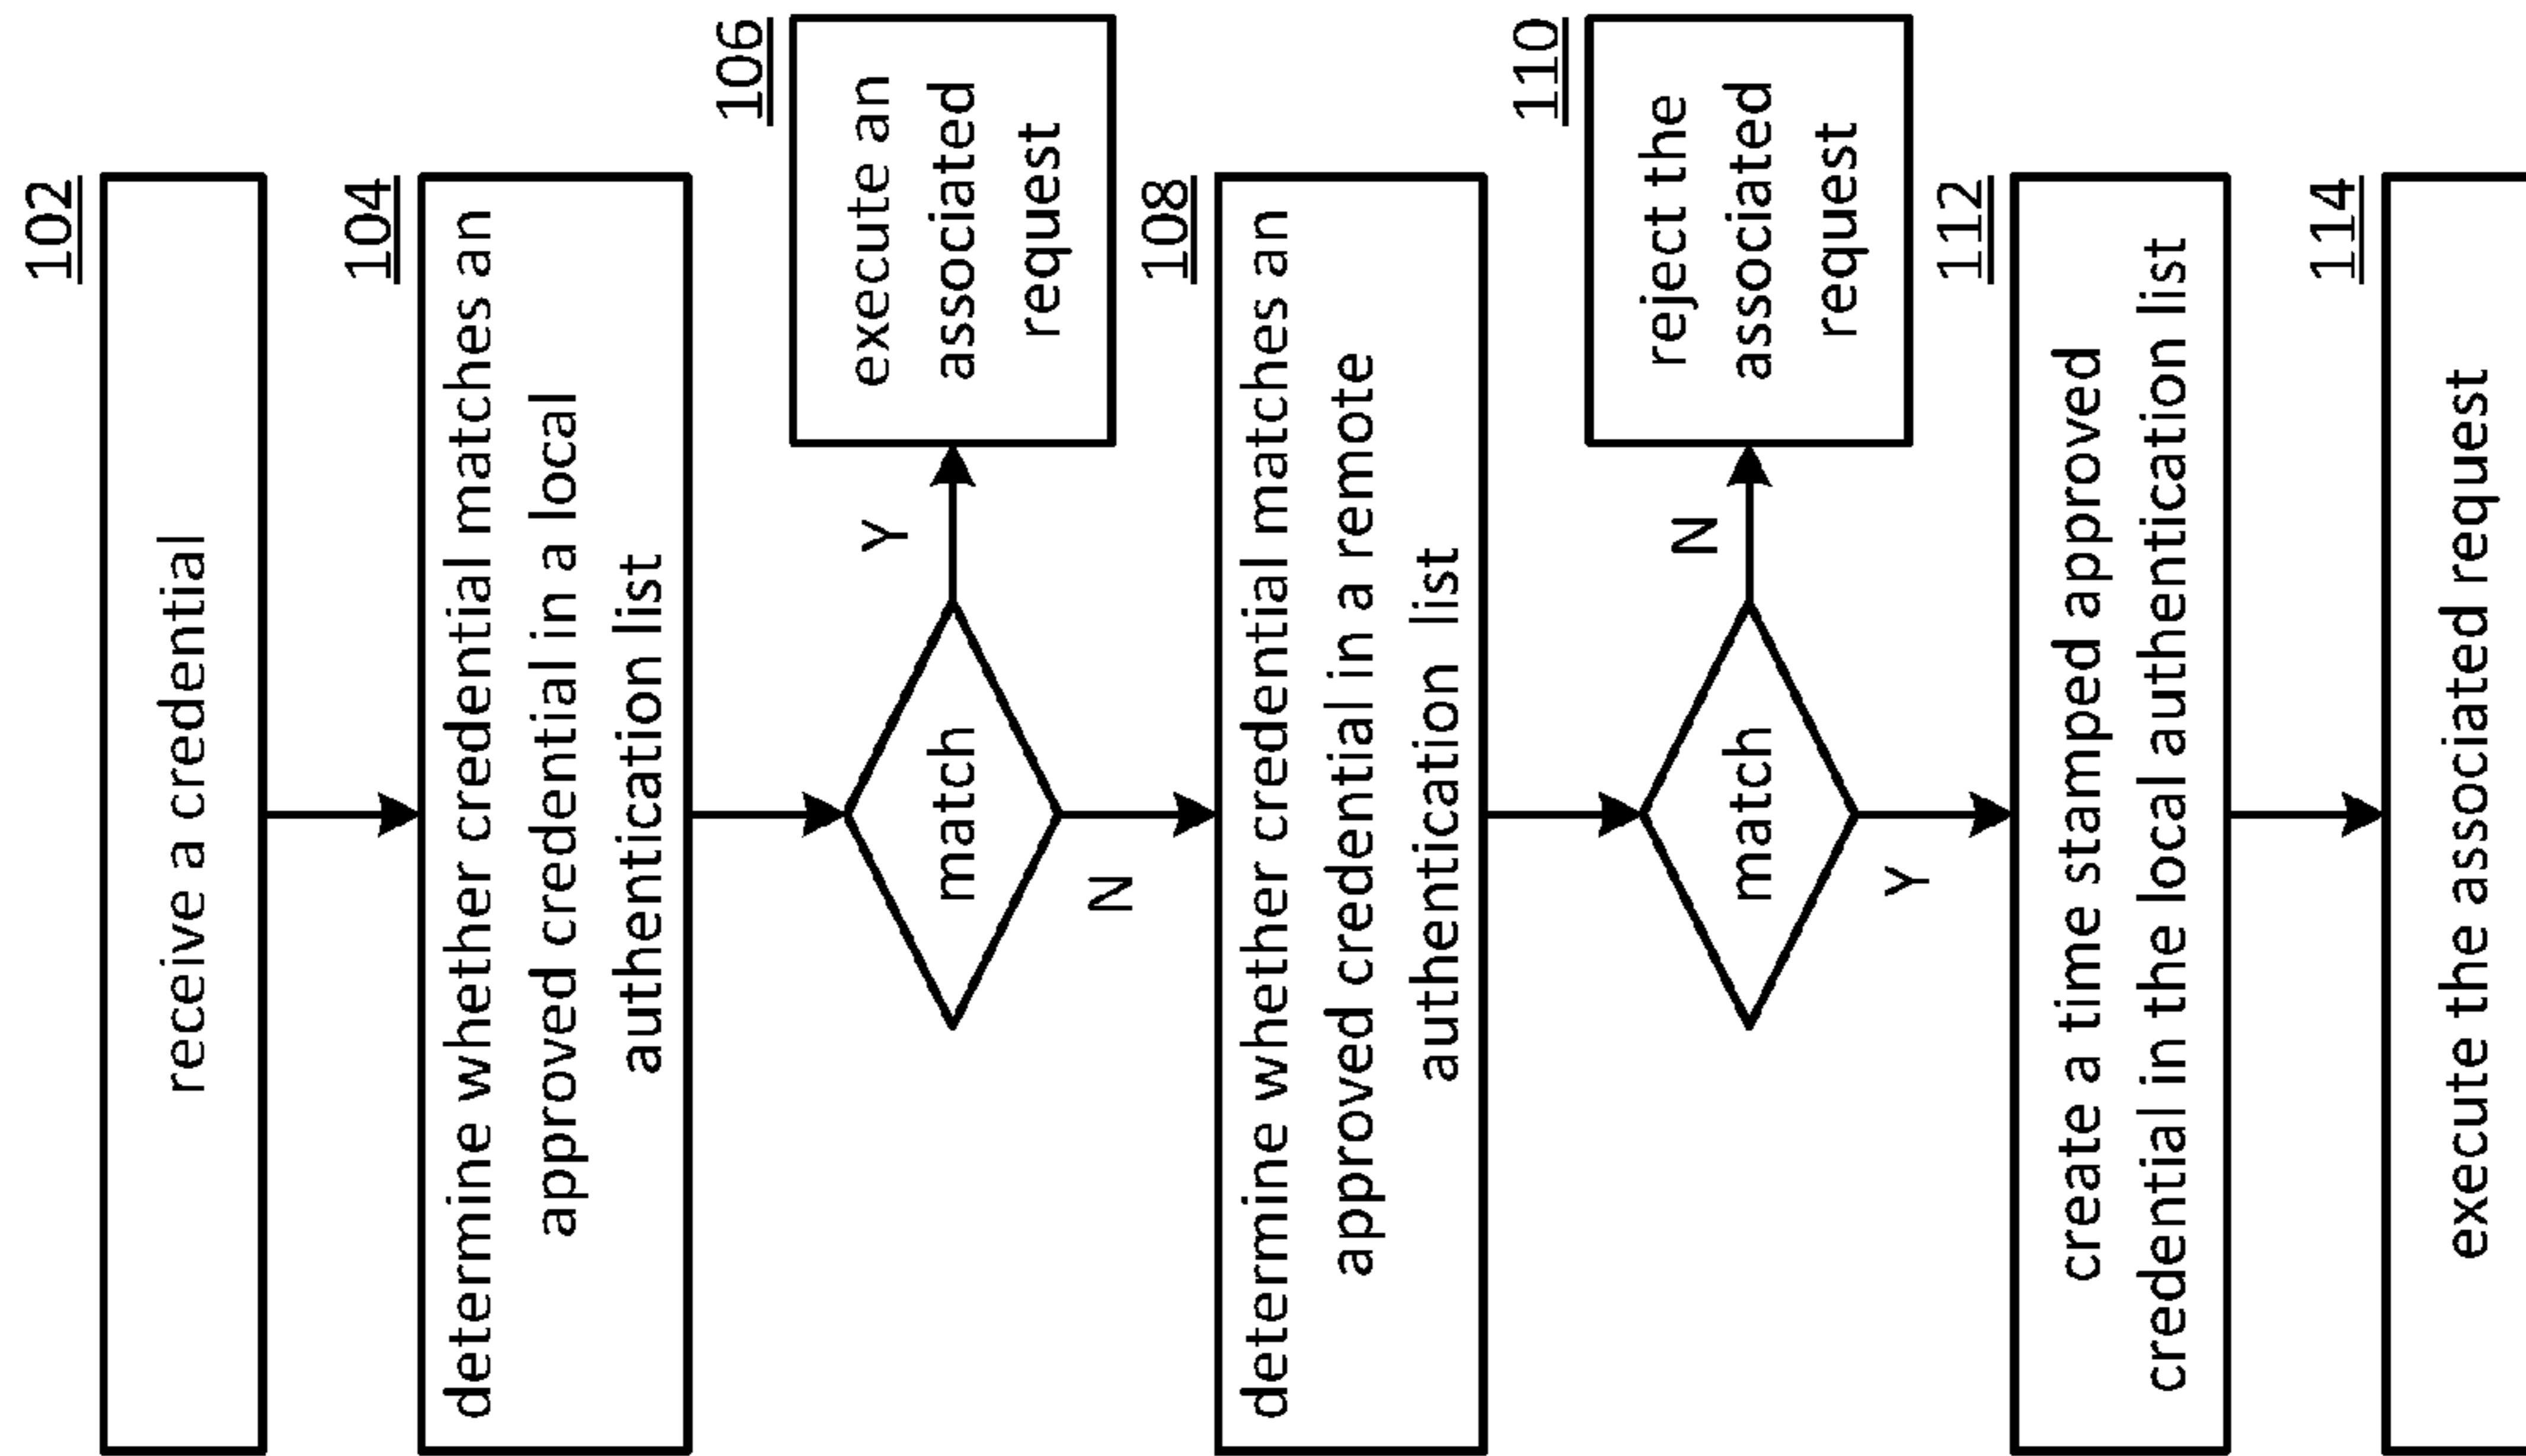 102
receive a credential
104
determine whether credential matches an
approved credential in a local
authentication list
match
Y
106
execute an
associated
request
N
108
determine whether credential matches an
approved credential in a remote
authentication list
match
N
110
reject the
associated
request
Y
112
create a time stamped approved
credential in the local authentication list
114
execute the associated request